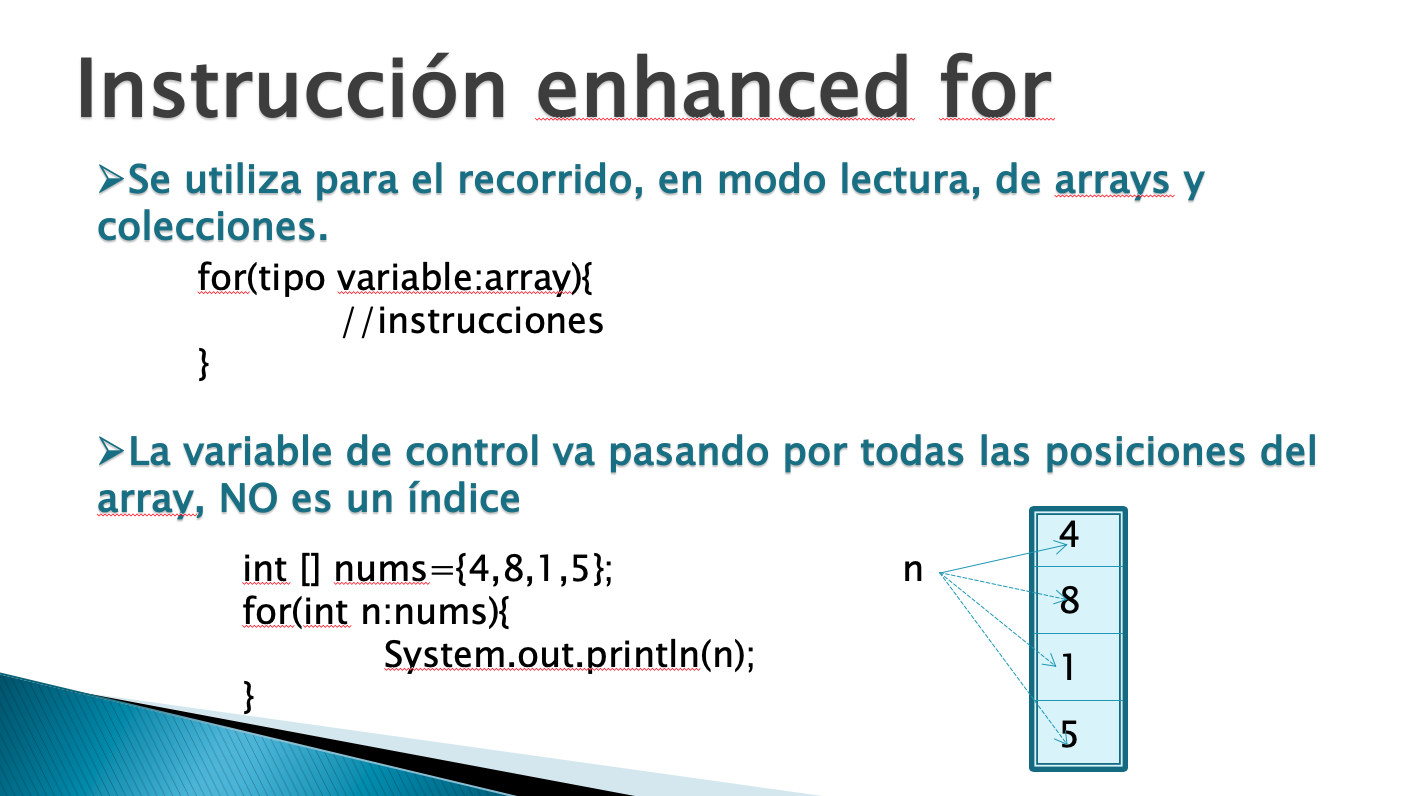 Instrucción enhanced for
➢Se utiliza para el recorrido, en modo lectura, de arrays y
colecciones.
for(tipo variable:array){
//instrucciones
}
➢La variable de control va pasando por todas las posiciones del
array, NO es un índice
int [] nums={4,8,1,5};
for(int n:nums){
System.out.println(n);
}
n
4
8
1
5